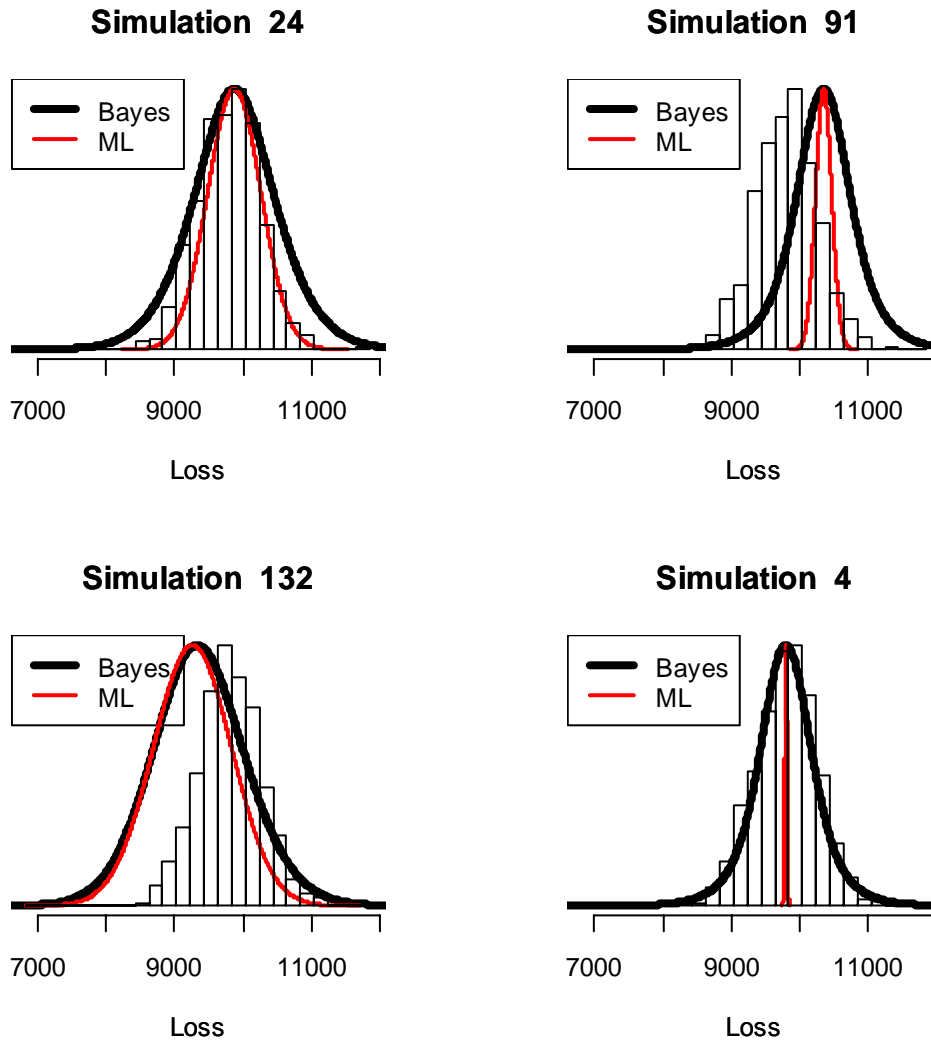 Simulation 24
Bayes
ML
7000 9000 11000
Loss
Simulation 91
Bayes
ML
7000 9000 11000
Loss
Simulation 132
Bayes
ML
7000 9000 11000
Loss
Simulation 4
Bayes
ML
7000 9000 11000
Loss